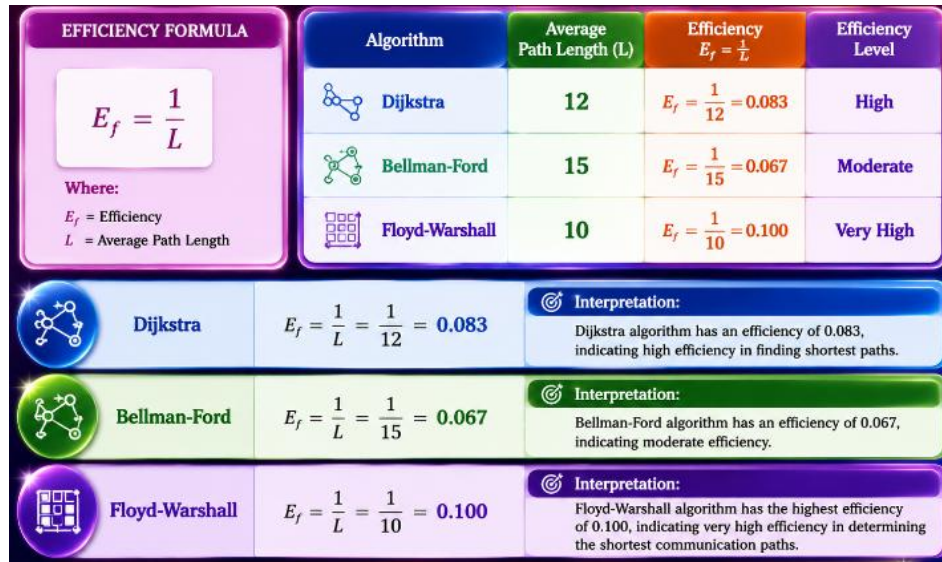 EFFICIENCY FORMULA
E_f = 1/L
Where:
E_f = Efficiency
L = Average Path Length
Algorithm Average Path Length (L) Efficiency E_f = 1/L Efficiency Level
Dijkstra 12 E_f = 1/12 = 0.083 High
Bellman-Ford 15 E_f = 1/15 = 0.067 Moderate
Floyd-Warshall 10 E_f = 1/10 = 0.100 Very High
Dijkstra
E_f = 1/L = 1/12 = 0.083
Interpretation:
Dijkstra algorithm has an efficiency of 0.083,
indicating high efficiency in finding shortest paths.
Bellman-Ford
E_f = 1/L = 1/15 = 0.067
Interpretation:
Bellman-Ford algorithm has an efficiency of 0.067,
indicating moderate efficiency.
Floyd-Warshall
E_f = 1/L = 1/10 = 0.100
Interpretation:
Floyd-Warshall algorithm has the highest efficiency
of 0.100, indicating very high efficiency in determining
the shortest communication paths.